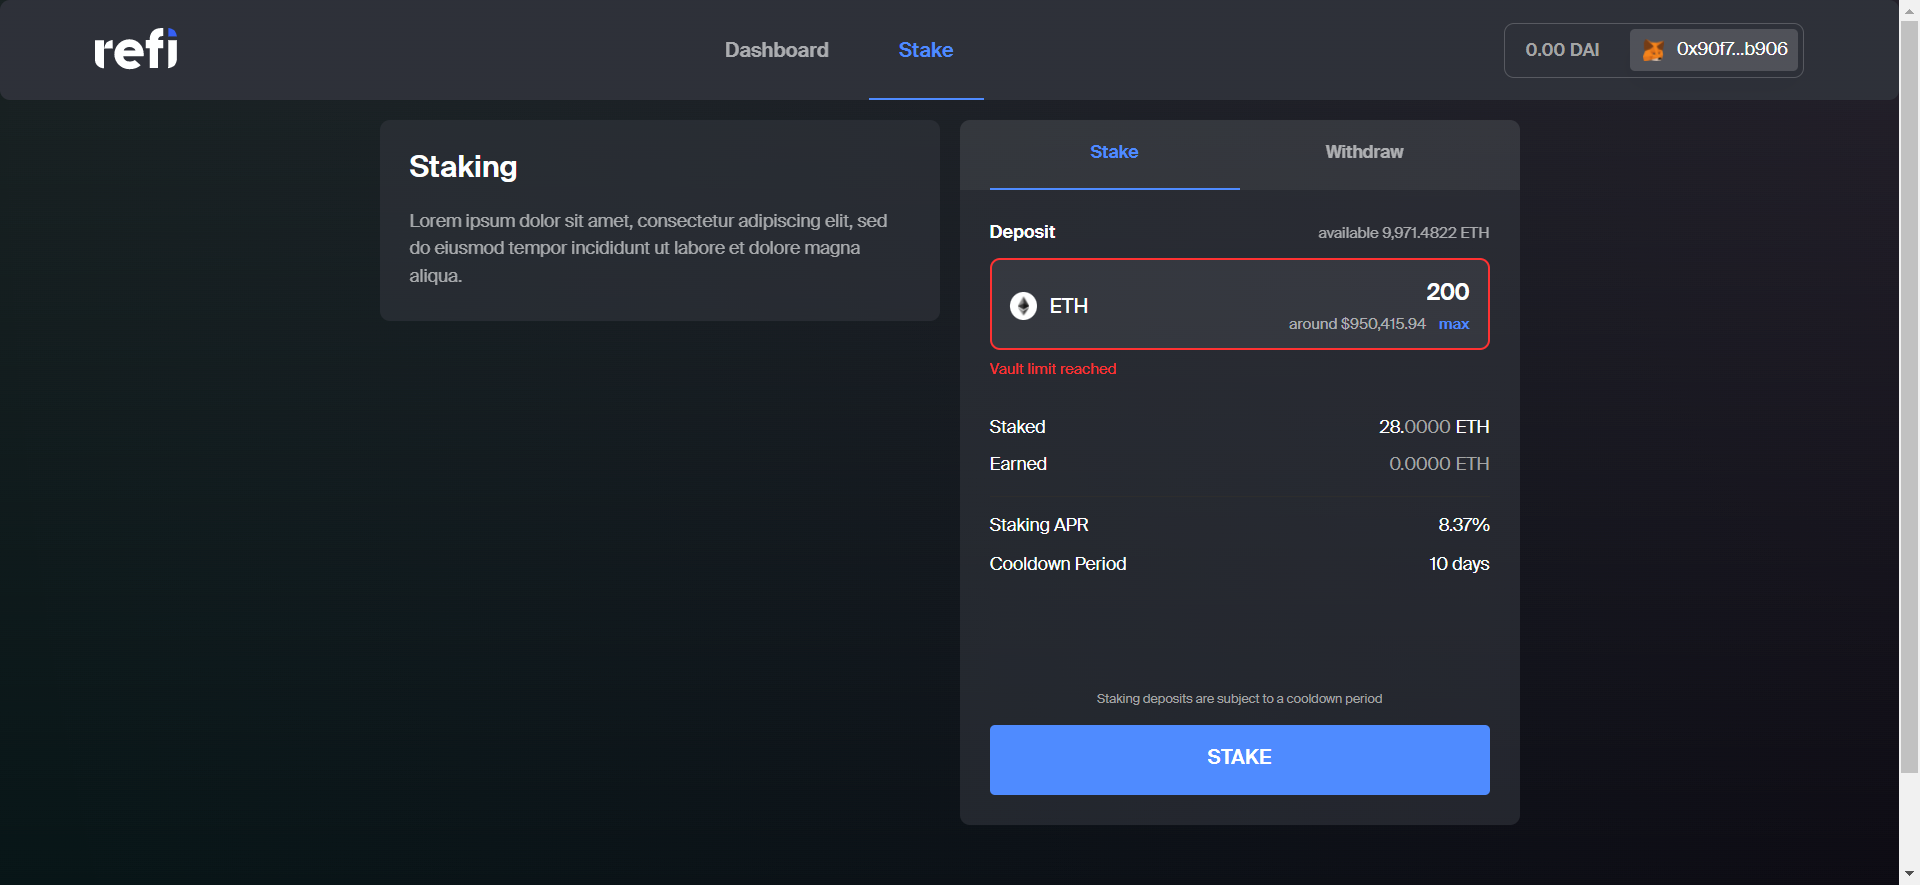 refi
Dashboard
Stake
0.00 DAI
0x90f7...b906
Staking
Lorem ipsum dolor sit amet, consectetur adipiscing elit, sed
do eiusmod tempor incididunt ut labore et dolore magna
aliqua.
Stake
Withdraw
Deposit
available 9,971.4822 ETH
ETH
200
around $950,415.94 max
Vault limit reached
Staked 28.0000 ETH
Earned 0.0000 ETH
Staking APR 8.37%
Cooldown Period 10 days
Staking deposits are subject to a cooldown period
STAKE